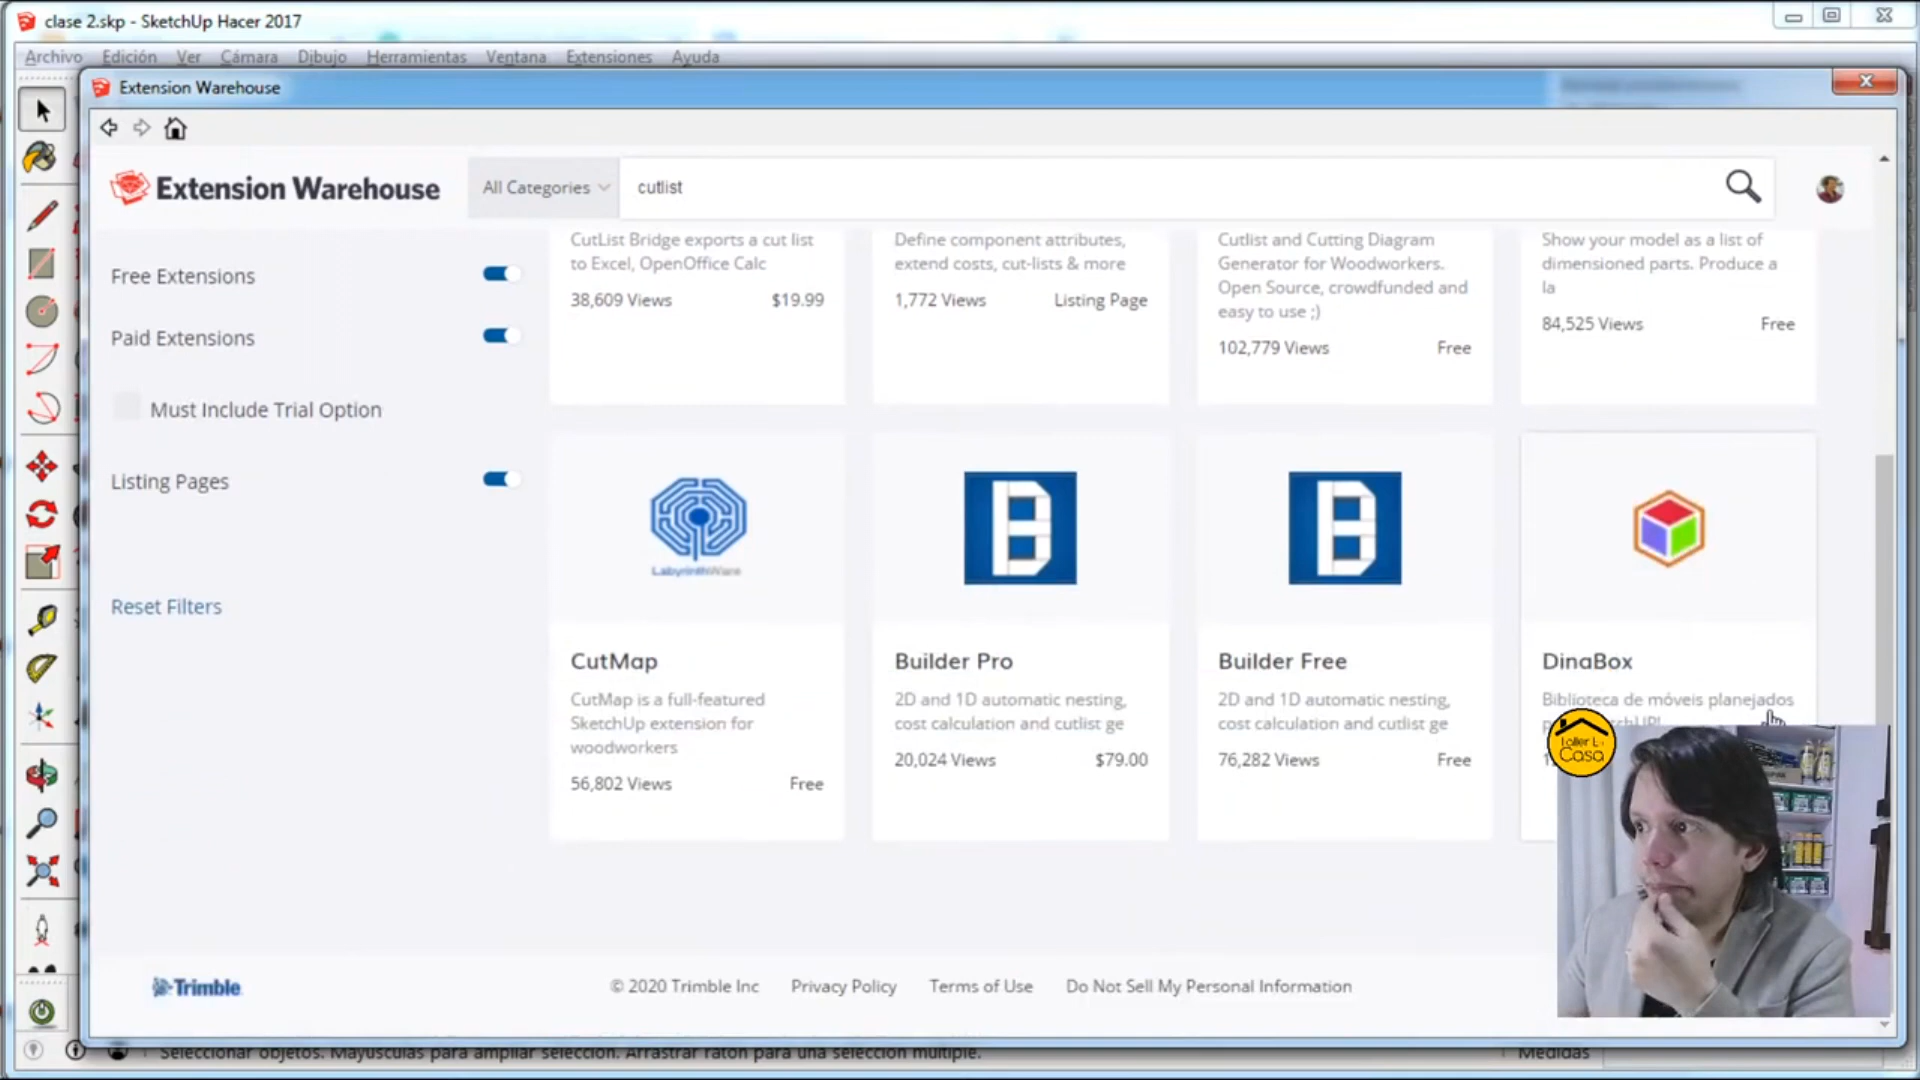 clase 2.skp - SketchUp Hacer 2017
Archivo Edición Ver Cámara Dibujo Herramientas Ventana Extensiones Ayuda
Extension Warehouse
Extension Warehouse
All Categories
cutlist
Free Extensions
Paid Extensions
Must Include Trial Option
Listing Pages
Reset Filters
CutList Bridge exports a cut list
to Excel, OpenOffice Calc
38,609 Views $19.99
Define component attributes,
extend costs, cut-lists & more
1,772 Views Listing Page
Cutlist and Cutting Diagram
Generator for Woodworkers.
Open Source, crowdfunded and
easy to use ;)
102,779 Views Free
Show your model as a list of
dimensioned parts. Produce a
la
84,525 Views Free
LabyrinthWare
CutMap
CutMap is a full-featured
SketchUp extension for
woodworkers
56,802 Views Free
Builder Pro
2D and 1D automatic nesting,
cost calculation and cutlist ge
20,024 Views $79.00
Builder Free
2D and 1D automatic nesting,
cost calculation and cutlist ge
76,282 Views Free
DinaBox
Biblioteca de móveis planejados
Casa
Trimble
© 2020 Trimble Inc Privacy Policy Terms of Use Do Not Sell My Personal Information
Seleccionar objetos. Mayúsculas para ampliar selección. Arrastrar ratón para una selección múltiple.
Medidas